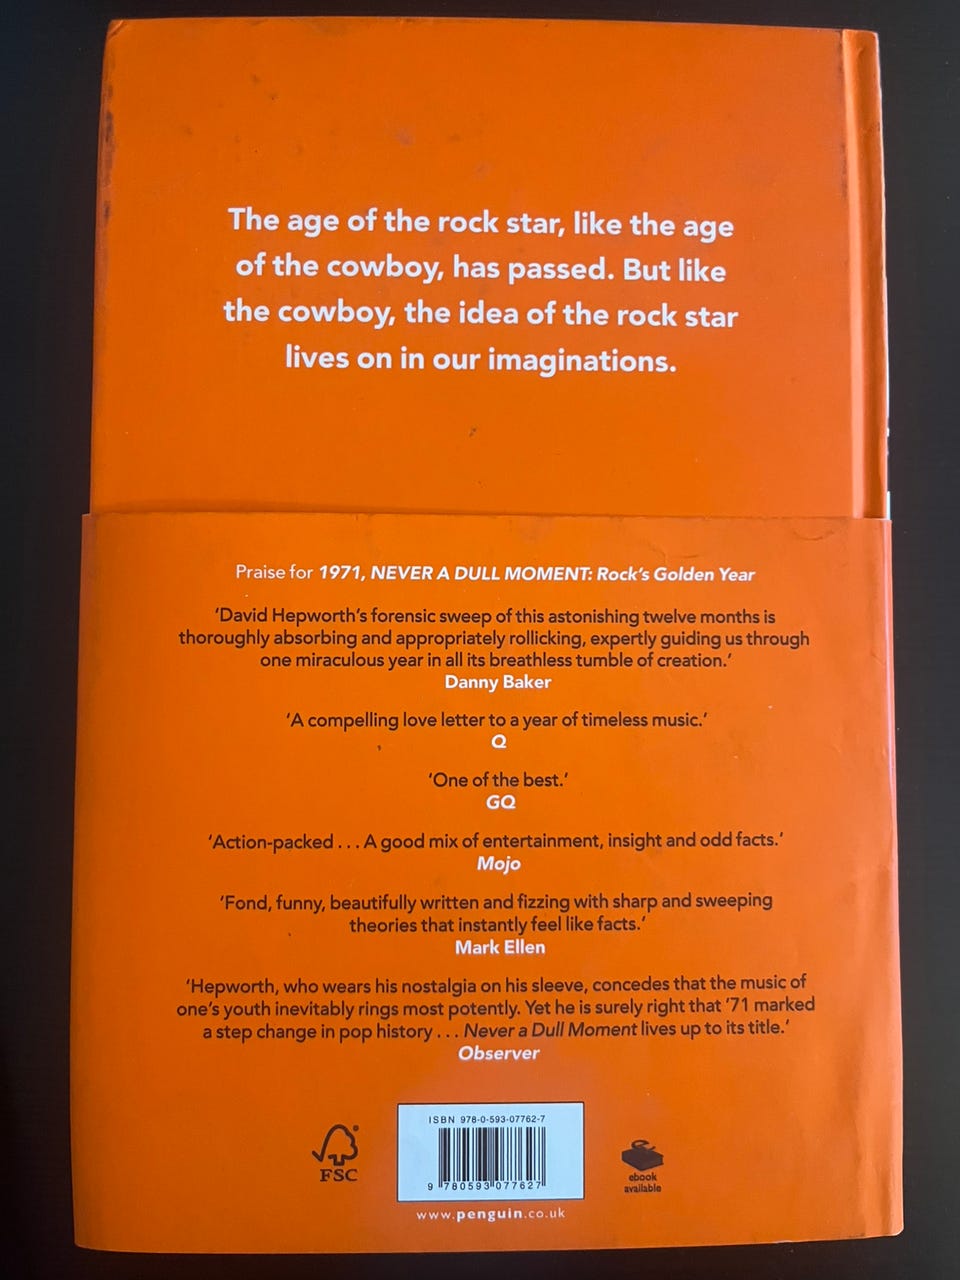 The age of the rock star, like the age
of the cowboy, has passed. But like
the cowboy, the idea of the rock star
lives on in our imaginations.
Praise for 1971, NEVER A DULL MOMENT: Rock's Golden Year
'David Hepworth's forensic sweep of this astonishing twelve months is
thoroughly absorbing and appropriately rollicking, expertly guiding us through
one miraculous year in all its breathless tumble of creation.'
Danny Baker
'A compelling love letter to a year of timeless music.'
Q
'One of the best.'
GQ
'Action-packed . . . A good mix of entertainment, insight and odd facts.'
Mojo
'Fond, funny, beautifully written and fizzing with sharp and sweeping
theories that instantly feel like facts.'
Mark Ellen
'Hepworth, who wears his nostalgia on his sleeve, concedes that the music of
one's youth inevitably rings most potently. Yet he is surely right that '71 marked
a step change in pop history . . . Never a Dull Moment lives up to its title.'
Observer
ISBN 978-0-593-07762-7
9 780593 077627
FSC
ebook
available
www.penguin.co.uk